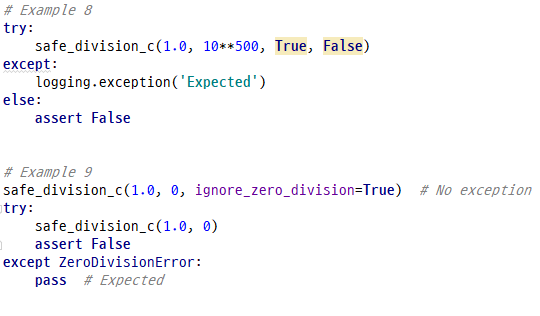 # Example 8
try:
    safe_division_c(1.0, 10**500, True, False)
except:
    logging.exception('Expected')
else:
    assert False
# Example 9
safe_division_c(1.0, 0, ignore_zero_division=True)  # No exception
try:
    safe_division_c(1.0, 0)
    assert False
except ZeroDivisionError:
    pass  # Expected